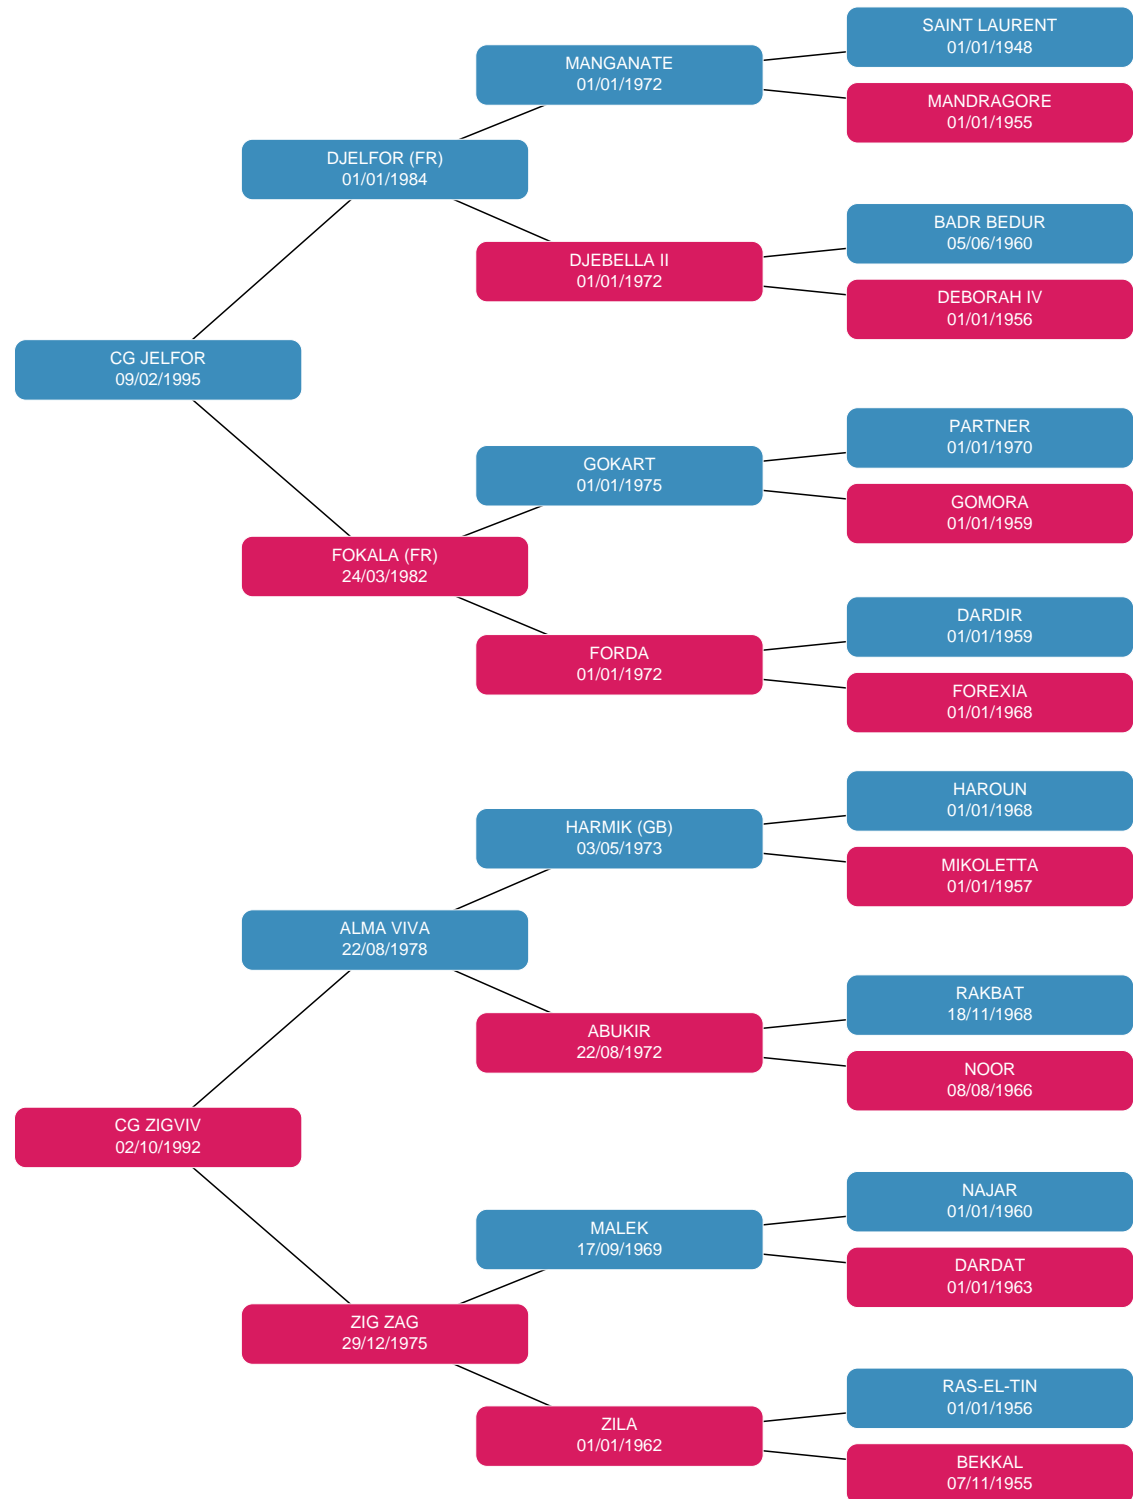 SAINT LAURENT
01/01/1948
MANGANATE
01/01/1972
MANDRAGORE
01/01/1955
DJELFOR (FR)
01/01/1984
BADR BEDUR
05/06/1960
DJEBELLA II
01/01/1972
DEBORAH IV
01/01/1956
CG JELFOR
09/02/1995
PARTNER
01/01/1970
GOKART
01/01/1975
GOMORA
01/01/1959
FOKALA (FR)
24/03/1982
DARDIR
01/01/1959
FORDA
01/01/1972
FOREXIA
01/01/1968
HAROUN
01/01/1968
HARMIK (GB)
03/05/1973
MIKOLETTA
01/01/1957
ALMA VIVA
22/08/1978
RAKBAT
18/11/1968
ABUKIR
22/08/1972
NOOR
08/08/1966
CG ZIGVIV
02/10/1992
NAJAR
01/01/1960
MALEK
17/09/1969
DARDAT
01/01/1963
ZIG ZAG
29/12/1975
RAS-EL-TIN
01/01/1956
ZILA
01/01/1962
BEKKAL
07/11/1955